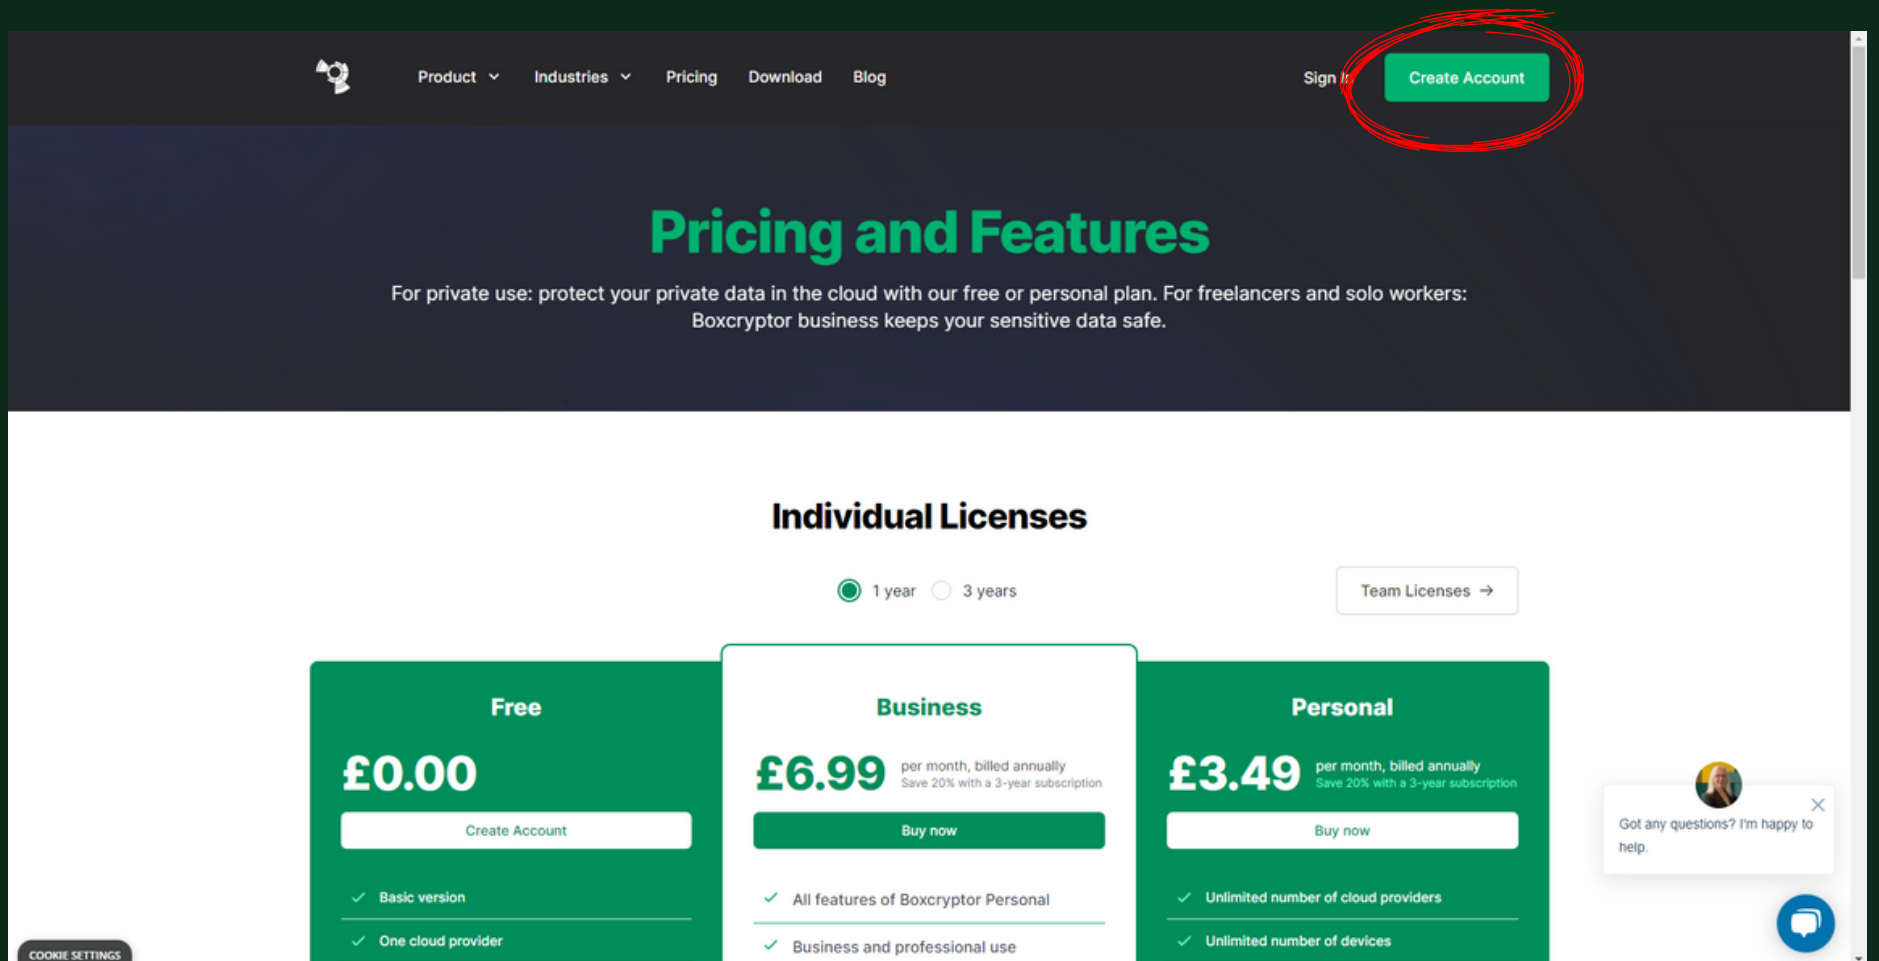 Product
Industries
Pricing
Download
Blog
Sign
Create Account
Pricing and Features
For private use: protect your private data in the cloud with our free or personal plan. For freelancers and solo workers:
Boxcryptor business keeps your sensitive data safe.
Individual Licenses
1 year
3 years
Team Licenses →
Free
£0.00
Create Account
Basic version
One cloud provider
Business
£6.99
per month, billed annually
Save 20% with a 3-year subscription
Buy now
All features of Boxcryptor Personal
Business and professional use
Personal
£3.49
per month, billed annually
Save 20% with a 3-year subscription
Buy now
Unlimited number of cloud providers
Unlimited number of devices
Got any questions? I'm happy to
help.
COOKIE SETTINGS